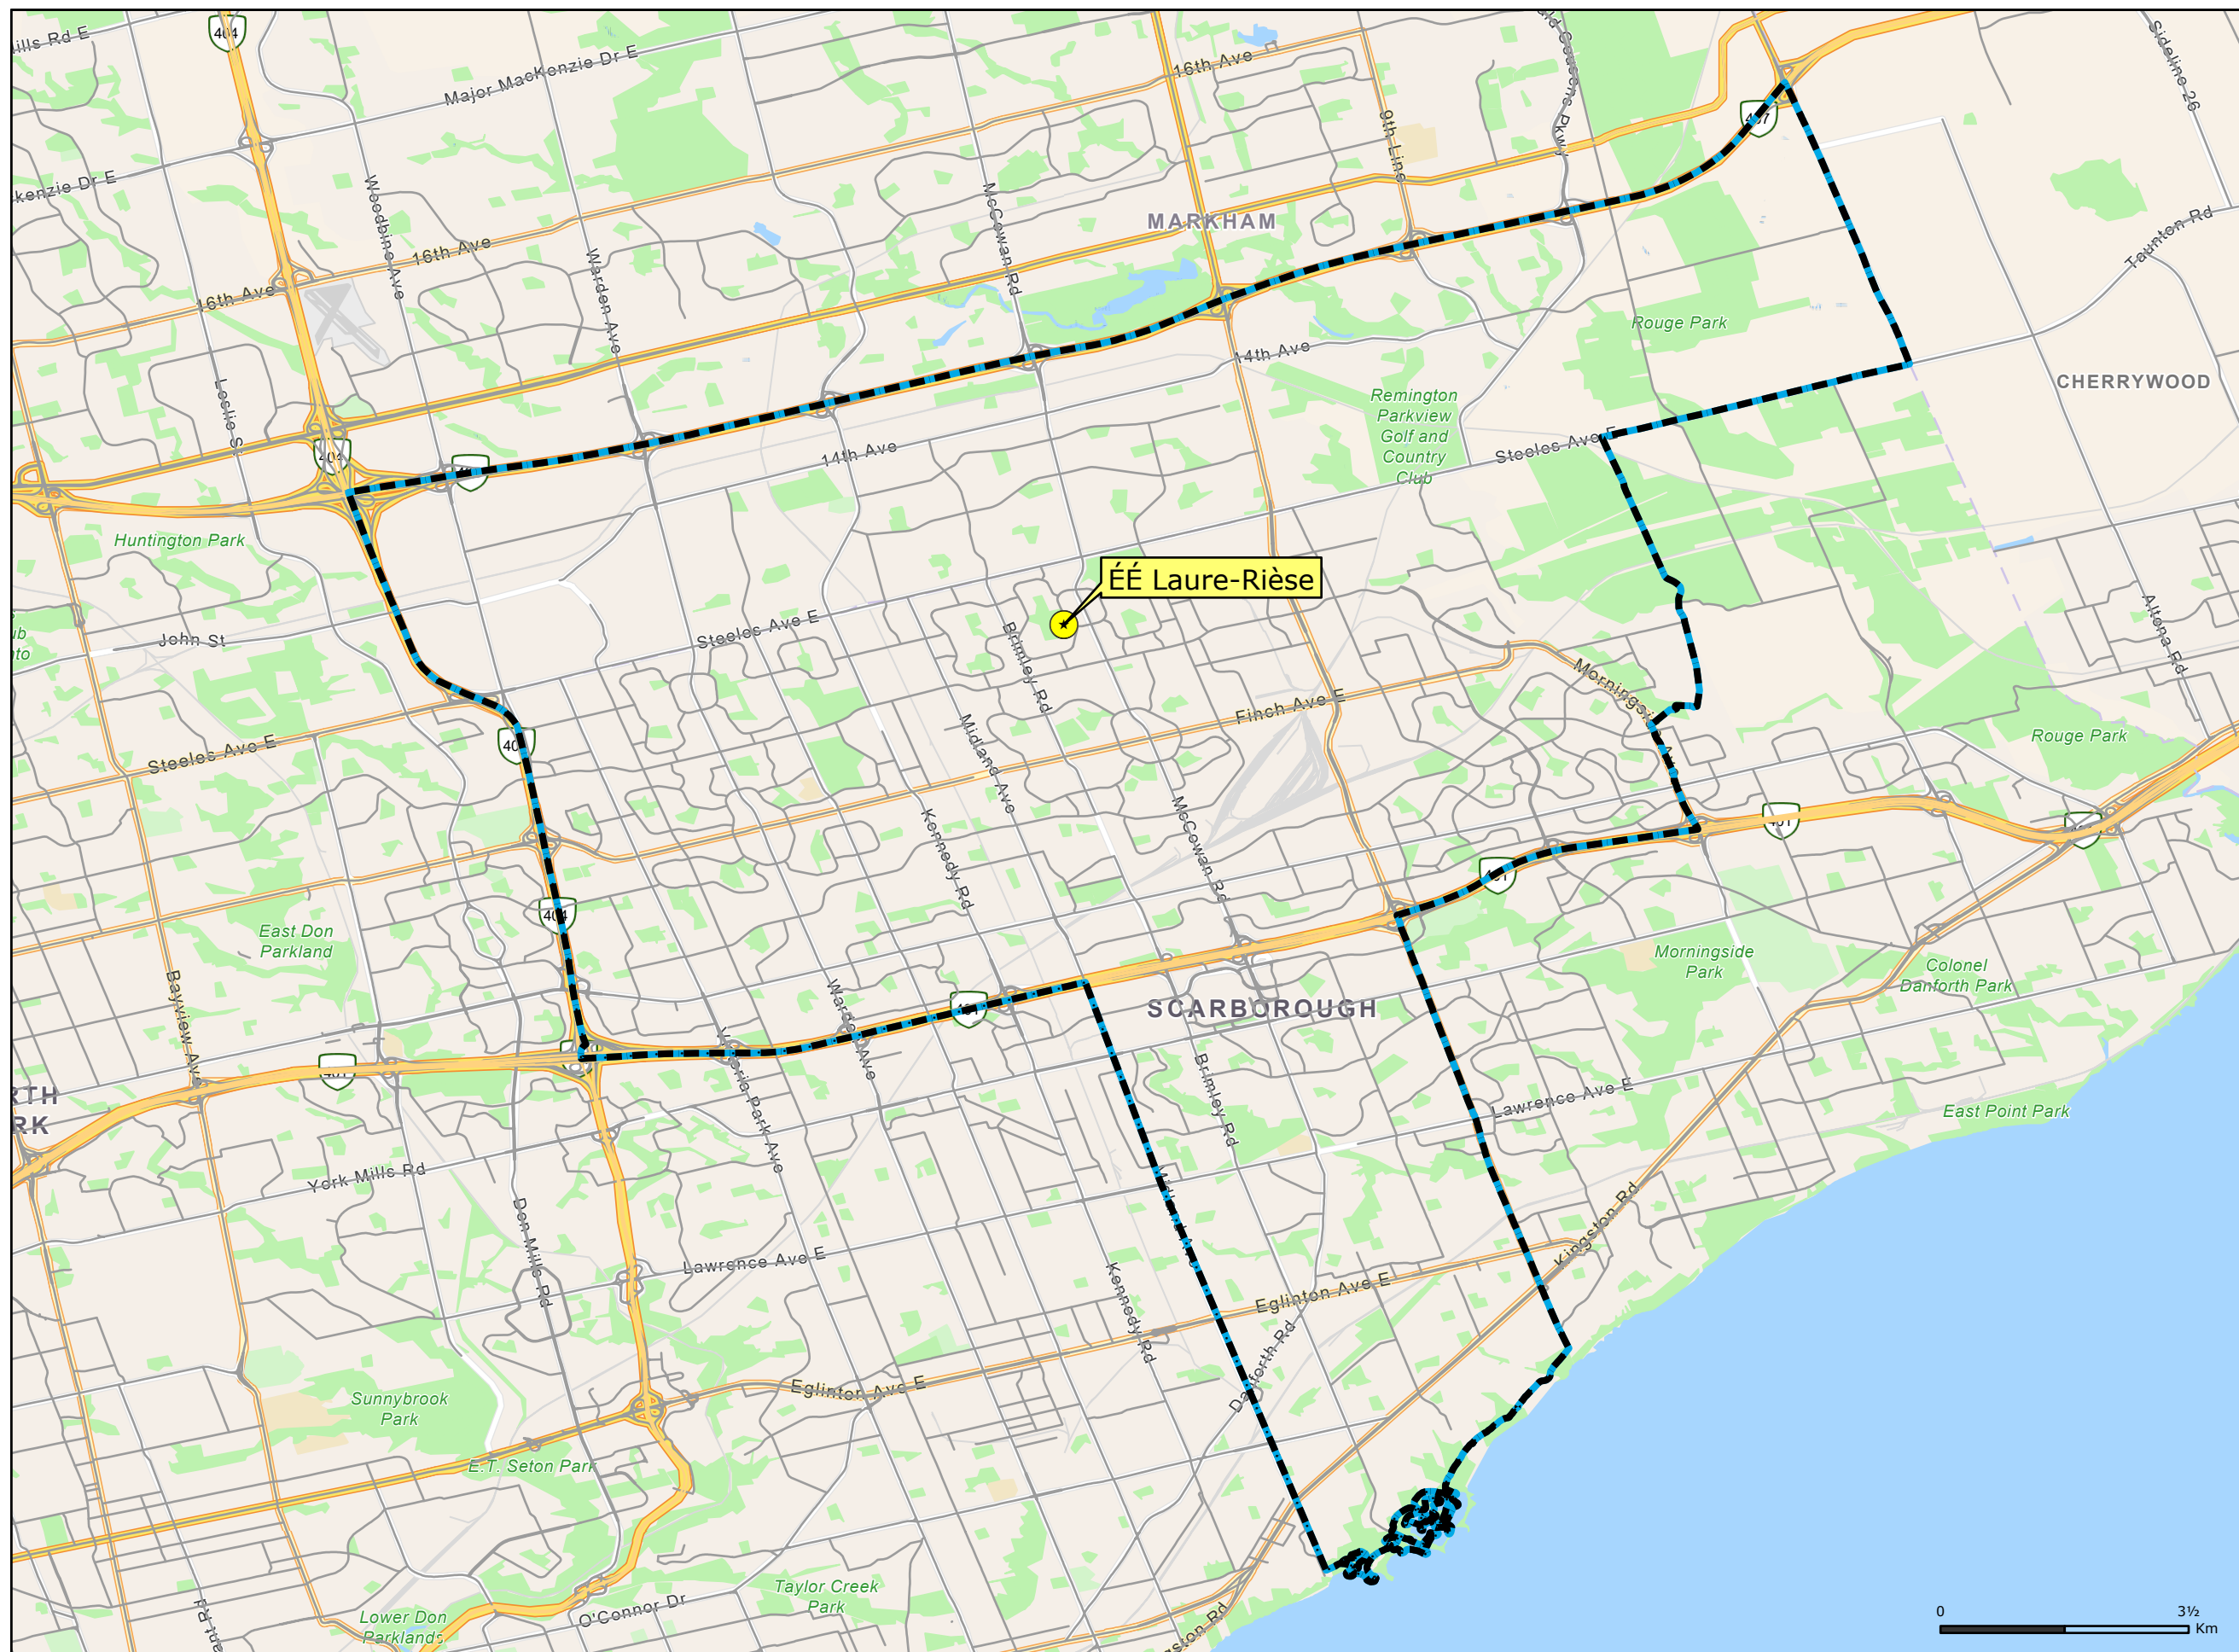 404
Major MacKenzie Dr E
16th Ave
Sideline 26
9th Line
407
Woodbine Ave
McCowan Rd
MARKHAM
16th Ave
Warden Ave
Taunton Rd
16th Ave
Rouge Park
14th Ave
CHERRYWOOD
Leslie St
Remington
Parkview
Golf and
Country
Club
Steeles Ave E
14th Ave
404
Huntington Park
ÉÉ Laure-Rièse
John St
Steeles Ave E
Brimley Rd
Altona Rd
Finch Ave E
Steeles Ave E
Midland Ave
Rouge Park
McCowan Rd
Kennedy Rd
401
401
404
East Don
Parkland
Morningside
Park
Colonel
Danforth Park
Bayview Ave
Warden Ave
401
SCARBOROUGH
Victoria Park Ave
401
Brimley Rd
Lawrence Ave E
East Point Park
York Mills Rd
Don Mills Rd
Midland Ave
Kingston Rd
Lawrence Ave E
Kennedy Rd
Eglinton Ave E
Danforth Rd
Eglinton Ave E
Sunnybrook
Park
E.T. Seton Park
Taylor Creek
Park
O'Connor Dr
Lower Don
Parklands
0 3½
Km